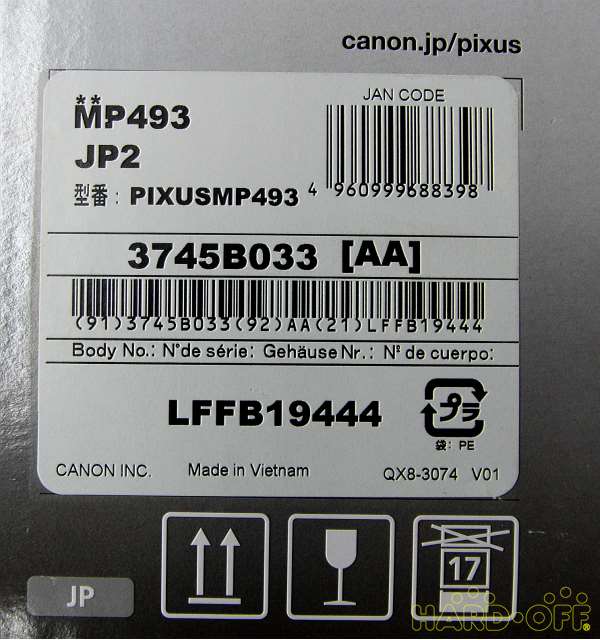 canon.jp/pixus
JAN CODE
**
MP493
JP2
型番: PIXUSMP493
4 960999688398
3745B033 [AA]
(91)3745B033(92)AA(21)LFFB19444
Body No.: N°de série: Gehäuse Nr.: Nº de cuerpo:
LFFB19444
プラ
袋: PE
CANON INC. Made in Vietnam QX8-3074 V01
17
JP
HARD-OFF